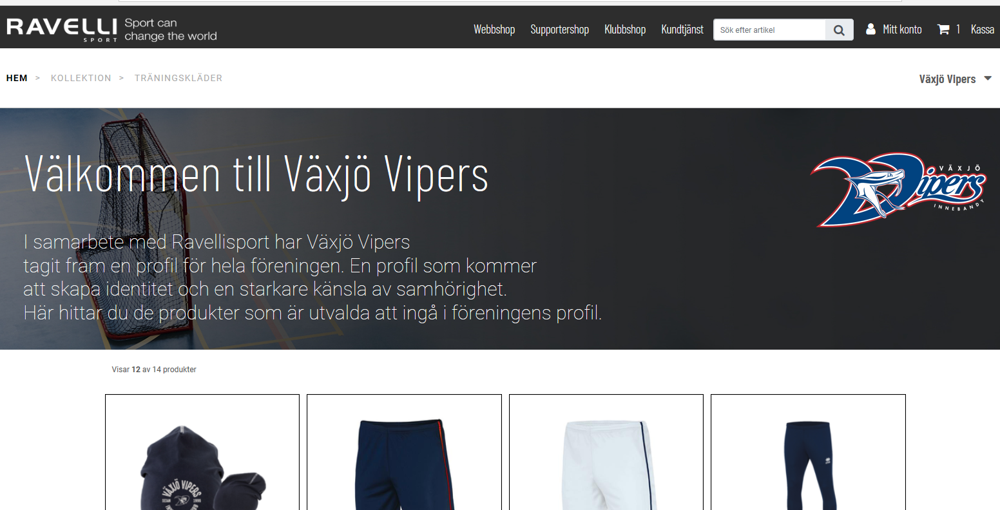 RAVELLI
SPORT
Sport can
change the world
Webbshop Supportershop Klubbshop Kundtjänst Sök efter artikel Mitt konto 1 Kassa
HEM > KOLLEKTION > TRÄNINGSKLÄDER
Växjö Vipers
Välkommen till Växjö Vipers
VÄXJÖ
Vipers
INNEBANDY
I samarbete med Ravellisport har Växjö Vipers
tagit fram en profil för hela föreningen. En profil som kommer
att skapa identitet och en starkare känsla av samhörighet.
Här hittar du de produkter som är utvalda att ingå i föreningens profil.
Visar 12 av 14 produkter
VÄXJÖ VIPERS
SEDAN 1996